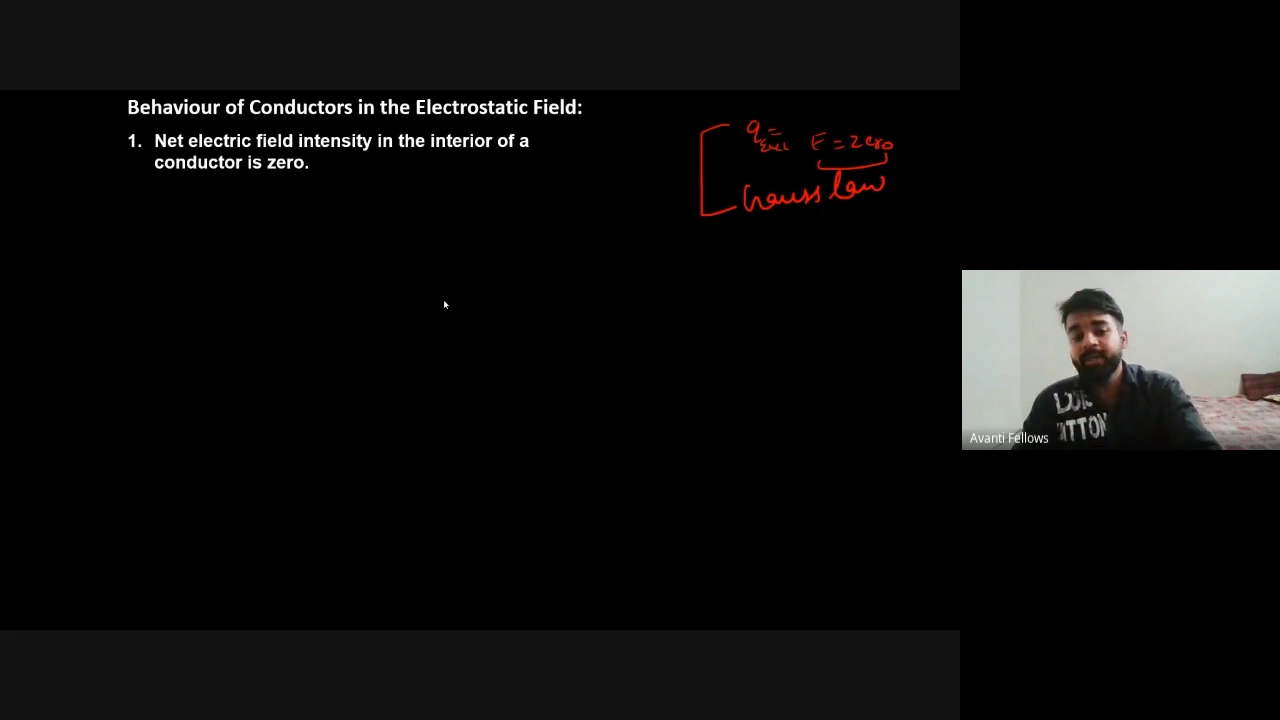 Behaviour of Conductors in the Electrostatic Field:
1. Net electric field intensity in the interior of a
conductor is zero.
E = zero
Gauss law
Avanti Fellows